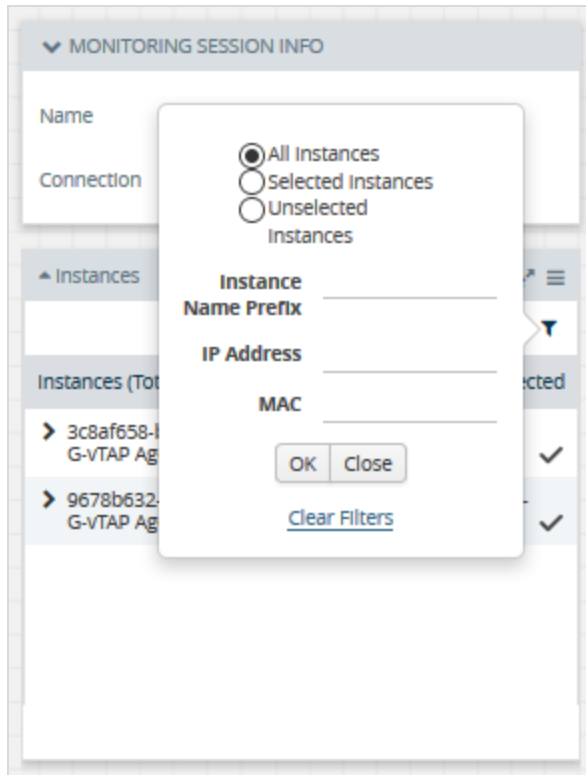 MONITORING SESSION INFO
Name
Connection
All Instances
Selected Instances
Unselected
Instances
Instance
Name Prefix
IP Address
MAC
OK Close
Clear Filters
Instances
Instances (Tot
ected
3c8af658-b
G-vTAP Ag
9678b632- -
G-vTAP Ag